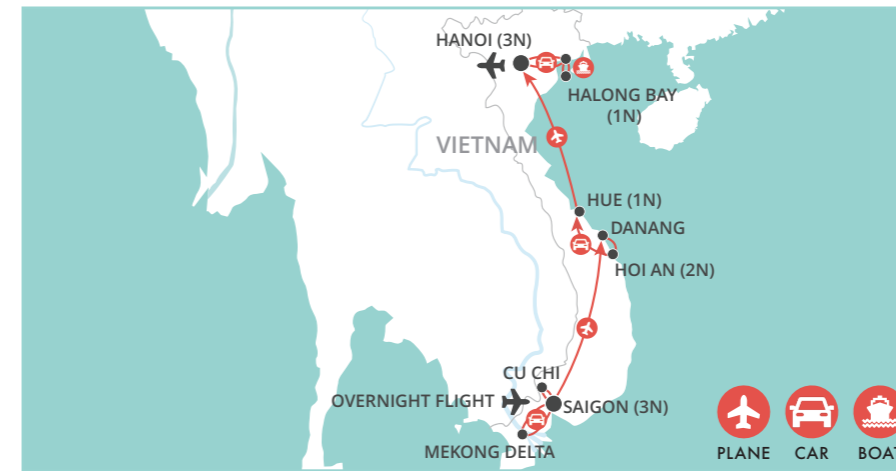 HANOI (3N)
HALONG BAY
(1N)
VIETNAM
HUE (1N)
DANANG
HOI AN (2N)
CU CHI
OVERNIGHT FLIGHT
SAIGON (3N)
MEKONG DELTA
PLANE CAR BOAT